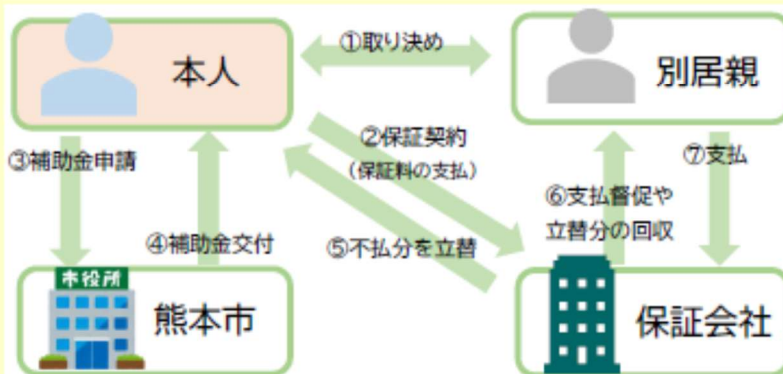 本人
①取り決め
別居親
③補助金申請
④補助金交付
②保証契約
（保証料の支払）
⑤不払分を立替
⑥支払督促や
立替分の回収
⑦支払
市役所
熊本市
保証会社